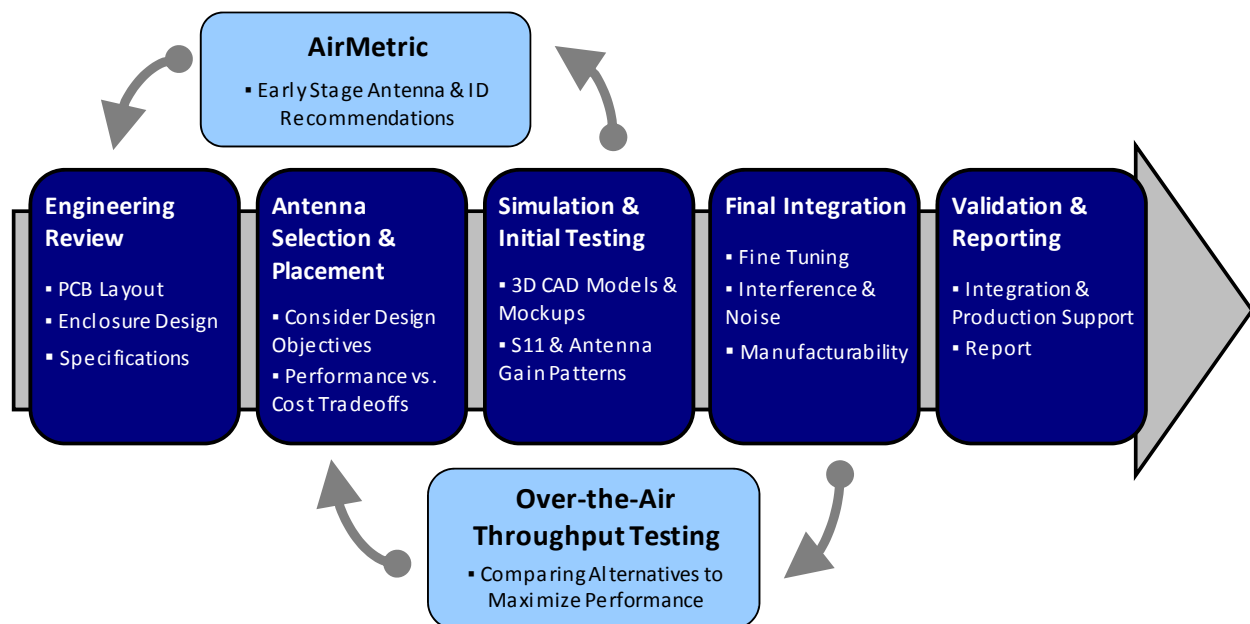 AirMetric
▪ Early Stage Antenna & ID
Recommendations
Engineering
Review
▪ PCB Layout
▪ Enclosure Design
▪ Specifications
Antenna
Selection &
Placement
▪ Consider Design
Objectives
▪ Performance vs.
Cost Tradeoffs
Simulation &
Initial Testing
▪ 3D CAD Models &
Mockups
▪ S11 & Antenna
Gain Patterns
Final Integration
▪ Fine Tuning
▪ Interference &
Noise
▪ Manufacturability
Validation &
Reporting
▪ Integration &
Production Support
▪ Report
Over-the-Air
Throughput Testing
▪ Comparing Alternatives to
Maximize Performance